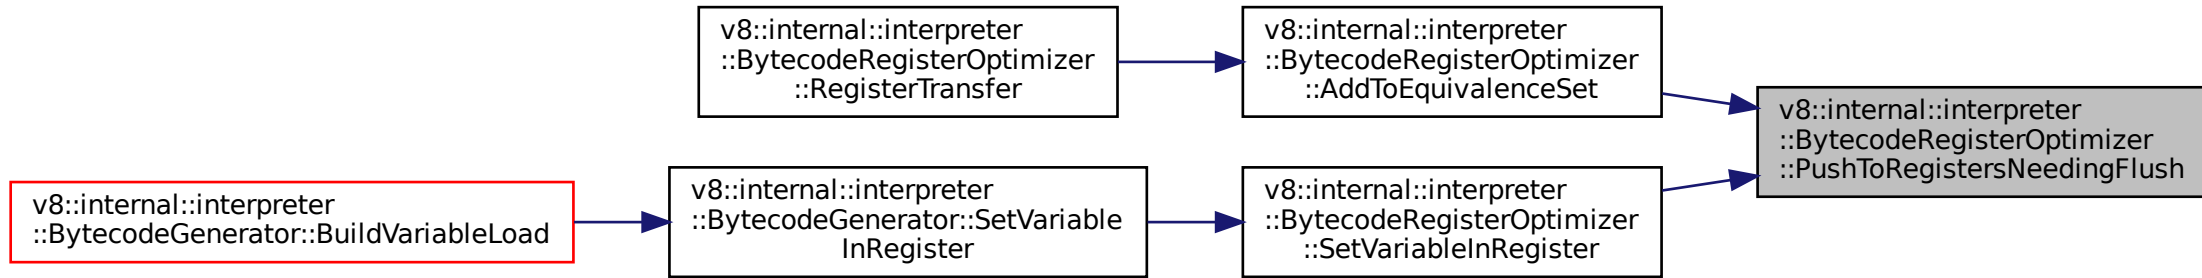 v8::internal::interpreter
::BytecodeRegisterOptimizer
::RegisterTransfer
v8::internal::interpreter
::BytecodeRegisterOptimizer
::AddToEquivalenceSet
v8::internal::interpreter
::BytecodeRegisterOptimizer
::PushToRegistersNeedingFlush
v8::internal::interpreter
::BytecodeGenerator::BuildVariableLoad
v8::internal::interpreter
::BytecodeGenerator::SetVariable
InRegister
v8::internal::interpreter
::BytecodeRegisterOptimizer
::SetVariableInRegister